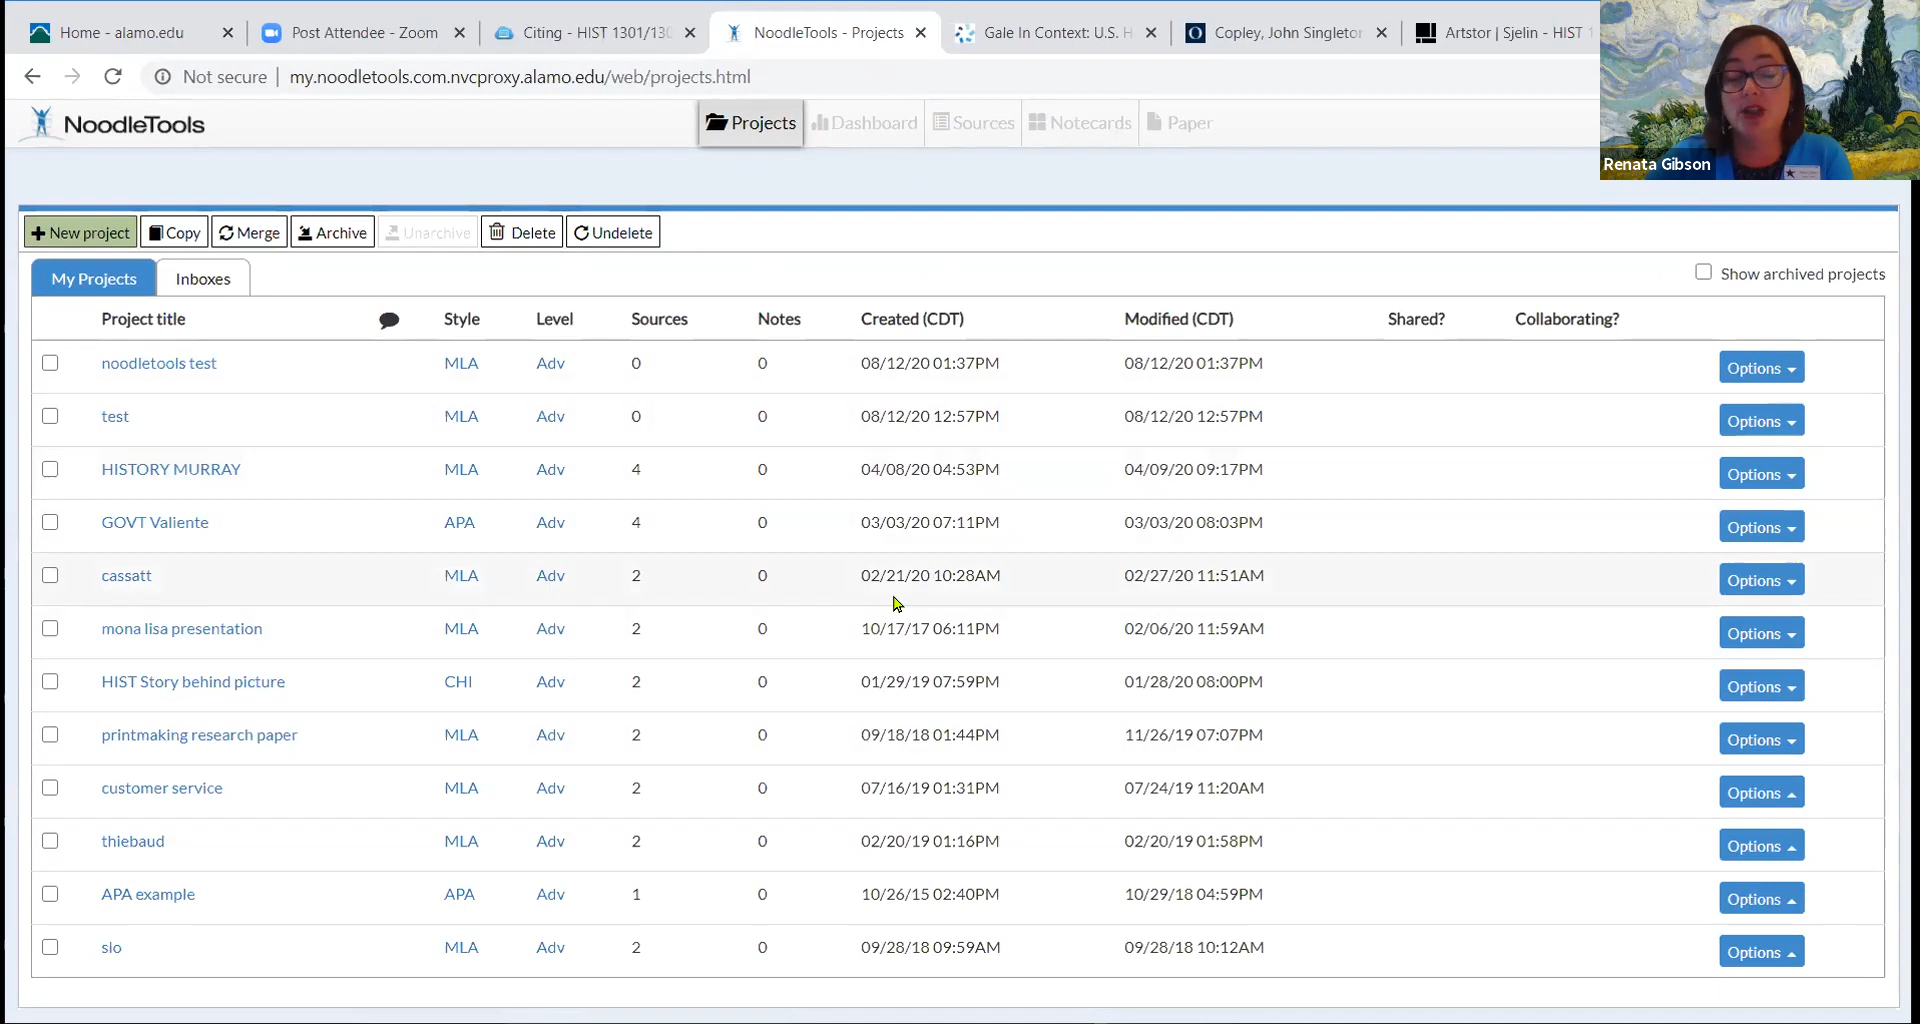 Home - alamo.edu
Post Attendee - Zoom
Citing - HIST 1301/130
NoodleTools - Projects
Gale In Context: U.S. H
Copley, John Singleton
Artstor | Sjelin - HIST 1
Not secure | my.noodletools.com.nvcproxy.alamo.edu/web/projects.html
NoodleTools
Projects Dashboard Sources Notecards Paper
Renata Gibson
New project Copy Merge Archive Unarchive Delete Undelete
My Projects Inboxes Show archived projects
Project title Style Level Sources Notes Created (CDT) Modified (CDT) Shared? Collaborating?
noodletools test MLA Adv 0 0 08/12/20 01:37PM 08/12/20 01:37PM Options
test MLA Adv 0 0 08/12/20 12:57PM 08/12/20 12:57PM Options
HISTORY MURRAY MLA Adv 4 0 04/08/20 04:53PM 04/09/20 09:17PM Options
GOVT Valiente APA Adv 4 0 03/03/20 07:11PM 03/03/20 08:03PM Options
cassatt MLA Adv 2 0 02/21/20 10:28AM 02/27/20 11:51AM Options
mona lisa presentation MLA Adv 2 0 10/17/17 06:11PM 02/06/20 11:59AM Options
HIST Story behind picture CHI Adv 2 0 01/29/19 07:59PM 01/28/20 08:00PM Options
printmaking research paper MLA Adv 2 0 09/18/18 01:44PM 11/26/19 07:07PM Options
customer service MLA Adv 2 0 07/16/19 01:31PM 07/24/19 11:20AM Options
thiebaud MLA Adv 2 0 02/20/19 01:16PM 02/20/19 01:58PM Options
APA example APA Adv 1 0 10/26/15 02:40PM 10/29/18 04:59PM Options
slo MLA Adv 2 0 09/28/18 09:59AM 09/28/18 10:12AM Options